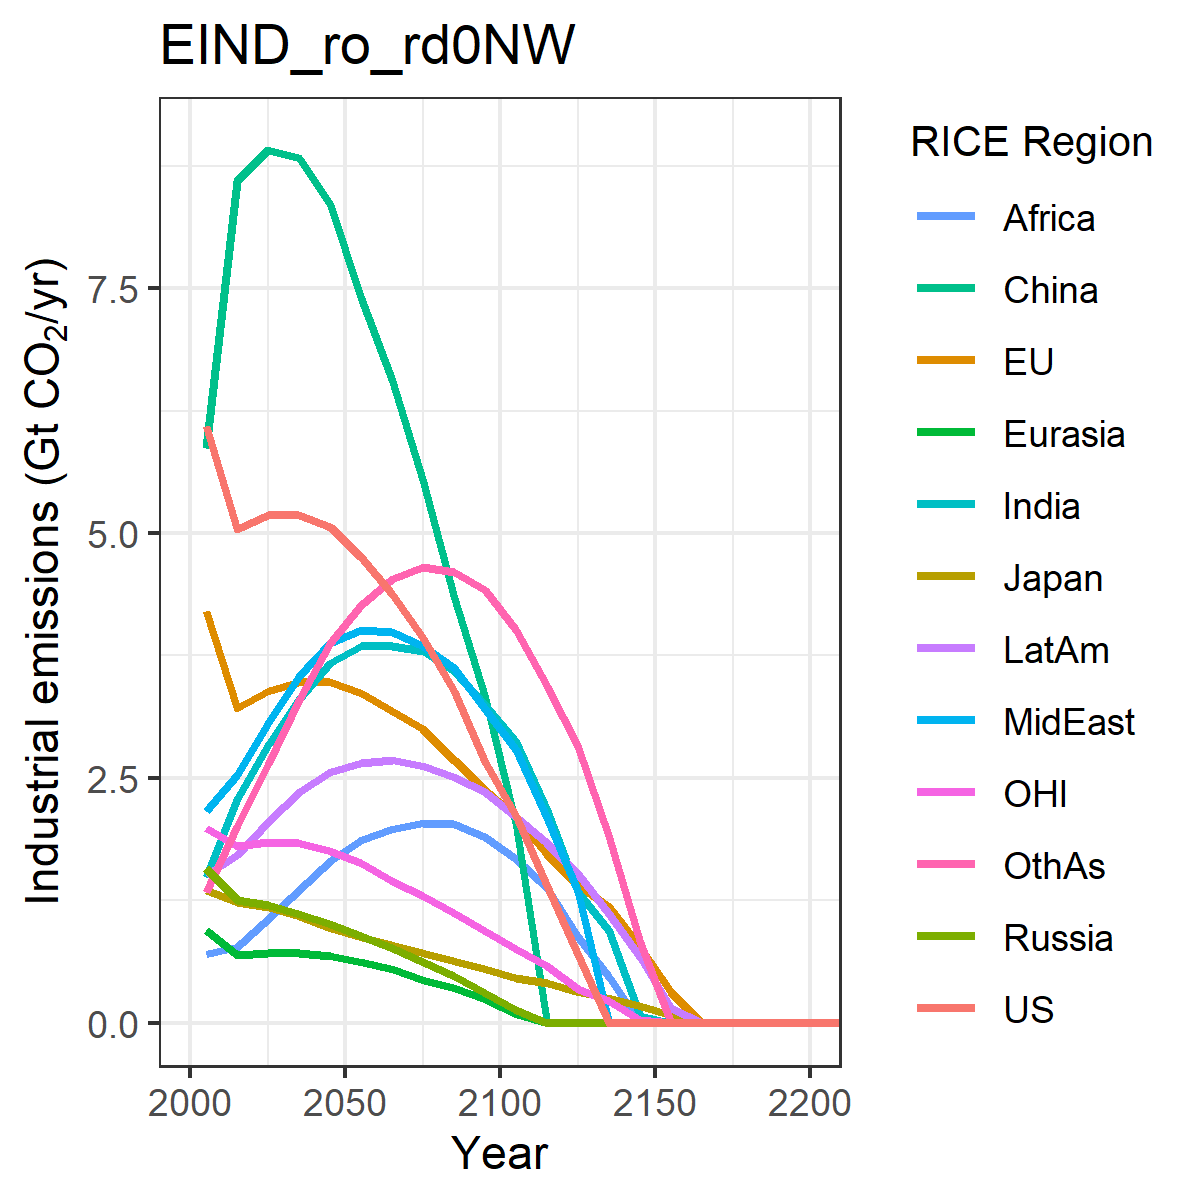 EIND_ro_rd0NW
Industrial emissions (Gt CO₂/yr)
7.5
5.0
2.5
0.0
2000 2050 2100 2150 2200
Year
RICE Region
Africa
China
EU
Eurasia
India
Japan
LatAm
MidEast
OHI
OthAs
Russia
US